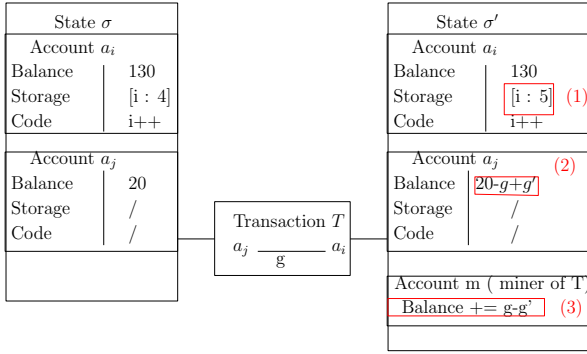 State σ
Account a_i
Balance 130
Storage [i : 4]
Code i++
Account a_j
Balance 20
Storage /
Code /
Transaction T
a_j a_i
g
State σ′
Account a_i
Balance 130
Storage [i : 5] (1)
Code i++
Account a_j (2)
Balance 20-g+g'
Storage /
Code /
Account m ( miner of T)
Balance += g-g' (3)